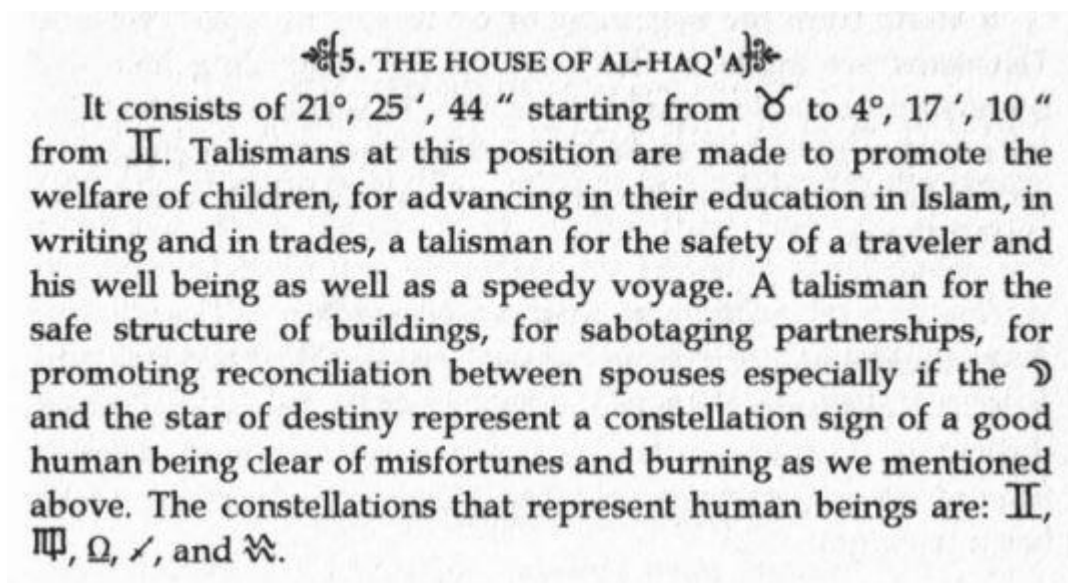 5. THE HOUSE OF AL-HAQ'A
It consists of 21°, 25 ‘, 44 “ starting from ♉ to 4°, 17 ‘, 10 “
from ♊. Talismans at this position are made to promote the
welfare of children, for advancing in their education in Islam, in
writing and in trades, a talisman for the safety of a traveler and
his well being as well as a speedy voyage. A talisman for the
safe structure of buildings, for sabotaging partnerships, for
promoting reconciliation between spouses especially if the ☽
and the star of destiny represent a constellation sign of a good
human being clear of misfortunes and burning as we mentioned
above. The constellations that represent human beings are: ♊,
♍, Ω, ♐, and ♒.